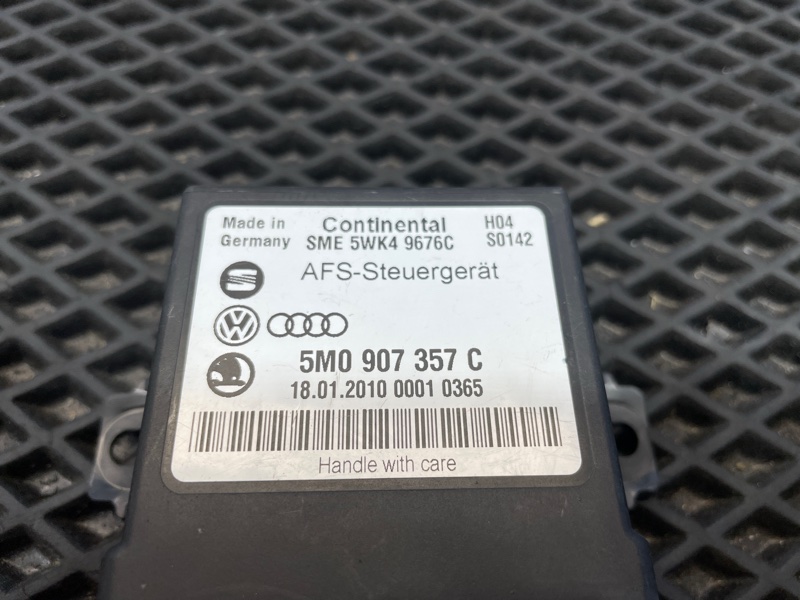 Made in Germany
Continental
SME 5WK4 9676C
H04
S0142
AFS-Steuergerät
5M0 907 357 C
18.01.2010 0001 0365
Handle with care